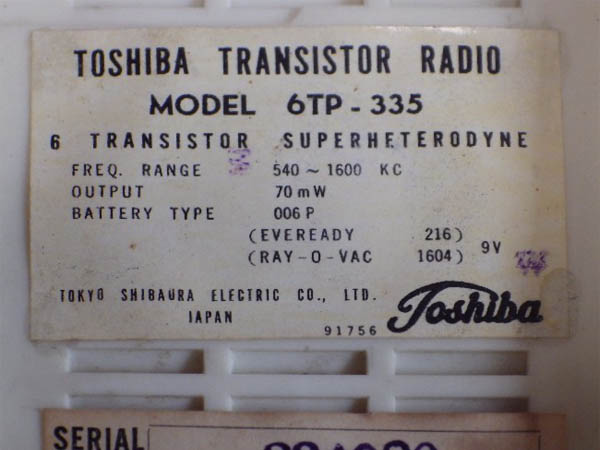 TOSHIBA TRANSISTOR RADIO
MODEL 6TP-335
6 TRANSISTOR SUPERHETERODYNE
FREQ. RANGE 540 ~ 1600 KC
OUTPUT 70 mW
BATTERY TYPE 006 P
(EVEREADY 216)
(RAY-O-VAC 1604) 9V
TOKYO SHIBAURA ELECTRIC CO., LTD.
JAPAN
91756
Toshiba
SERIAL